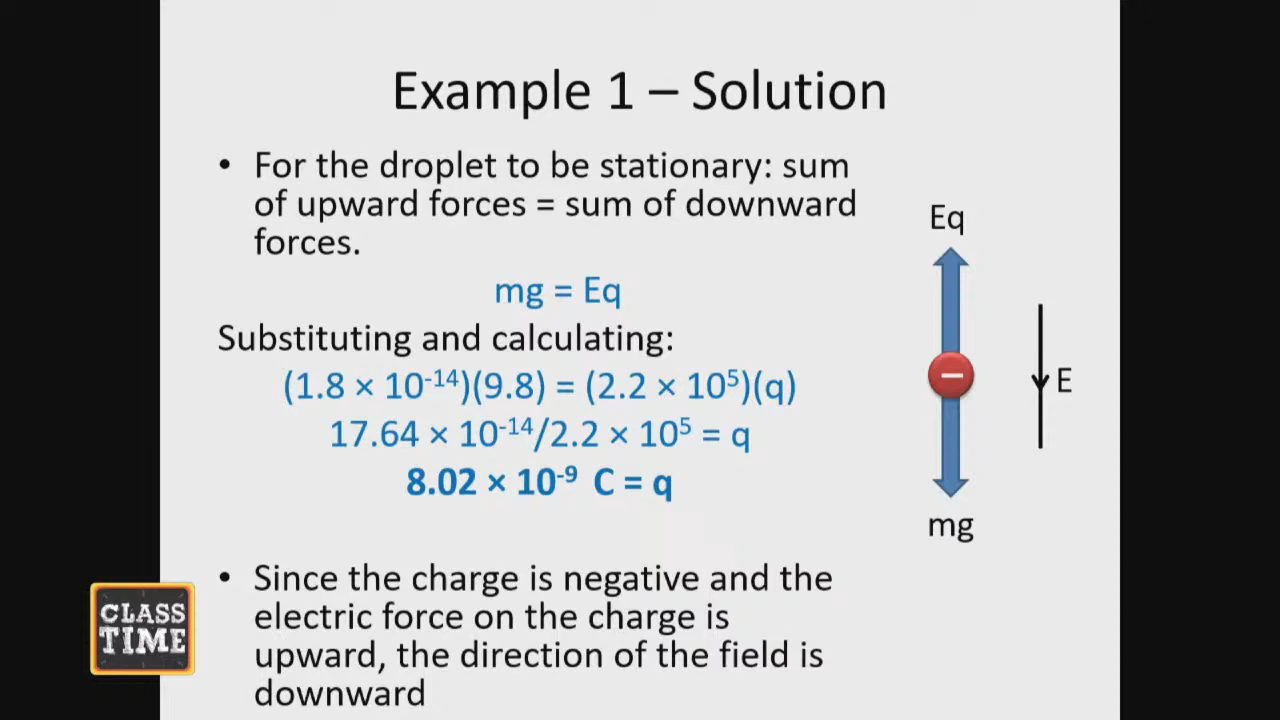 Example 1 – Solution
• For the droplet to be stationary: sum
of upward forces = sum of downward
forces.
mg = Eq
Substituting and calculating:
(1.8 × 10⁻¹⁴)(9.8) = (2.2 × 10⁵)(q)
17.64 × 10⁻¹⁴/2.2 × 10⁵ = q
8.02 × 10⁻⁹ C = q
• Since the charge is negative and the
electric force on the charge is
upward, the direction of the field is
downward
Eq
–
E
mg
CLASS
TIME